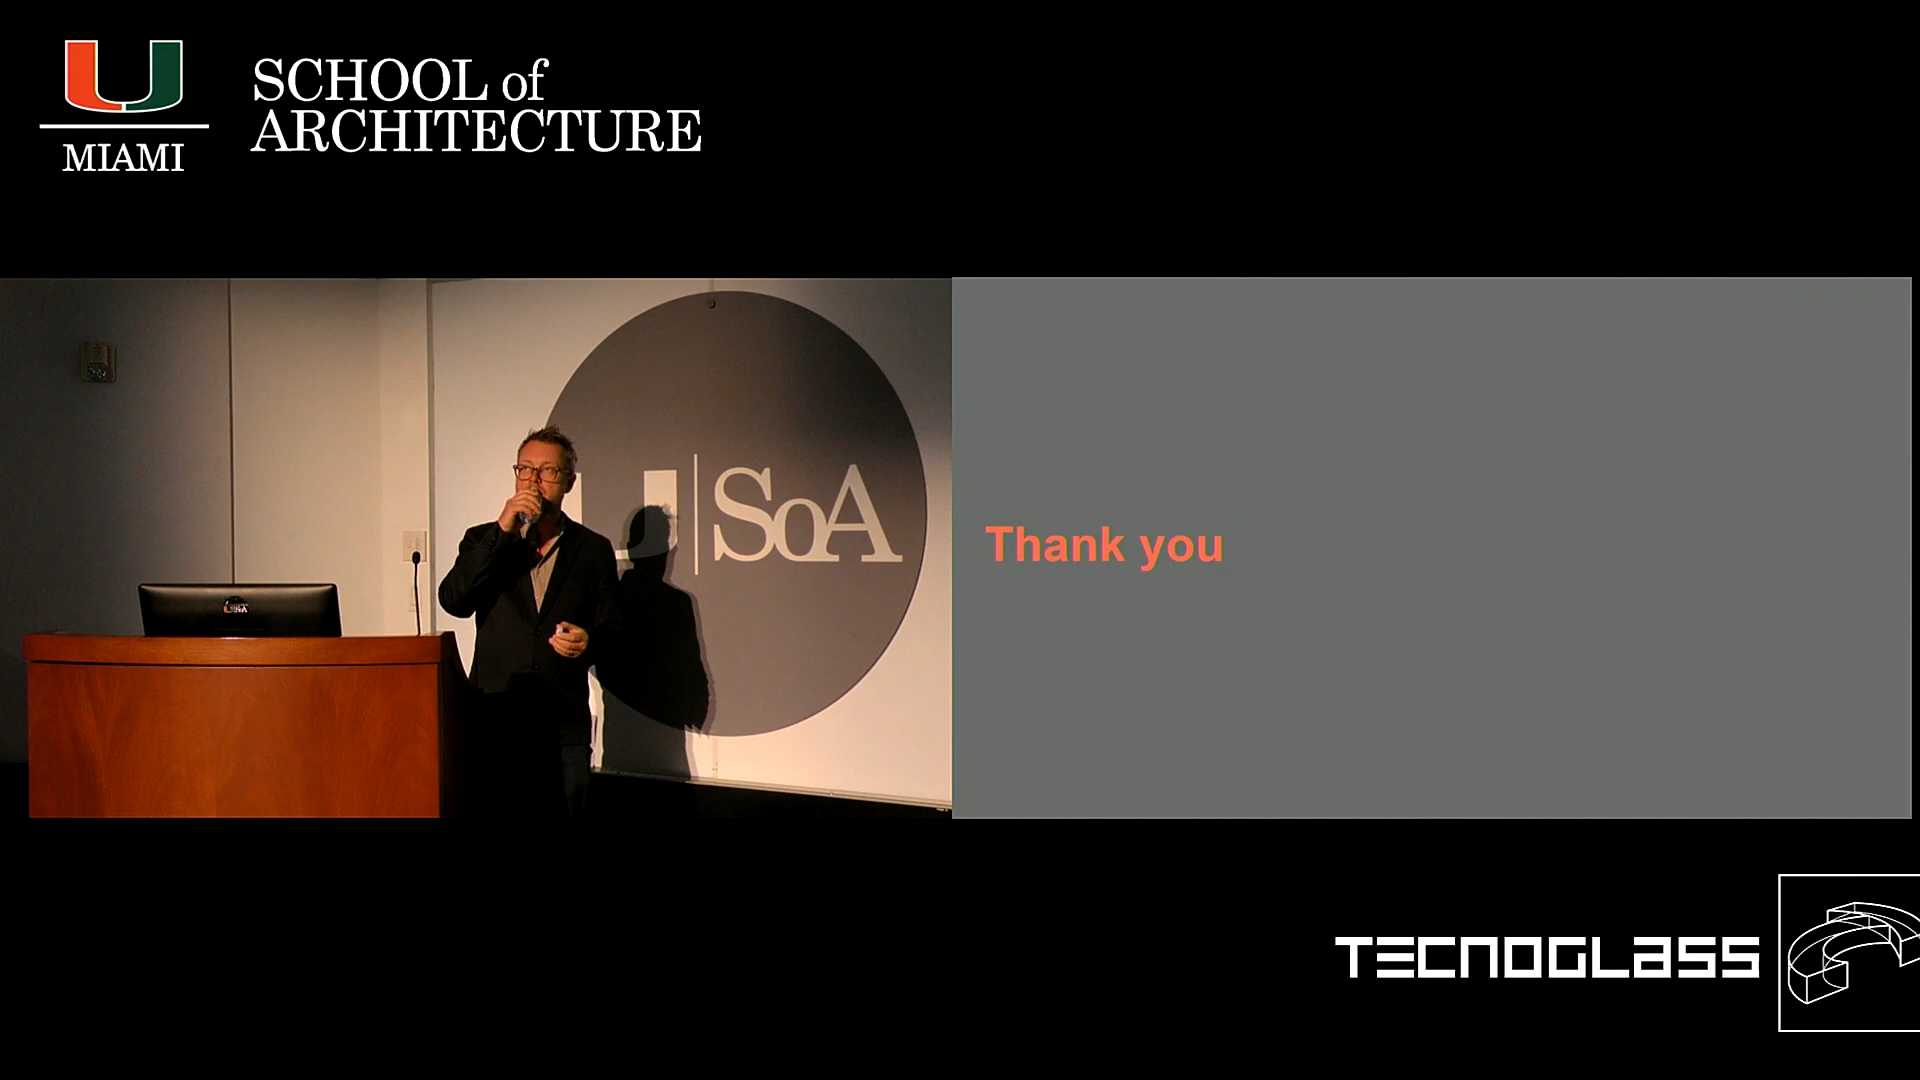 MIAMI
SCHOOL of
ARCHITECTURE
U | SoA
Thank you
TECNOGLASS